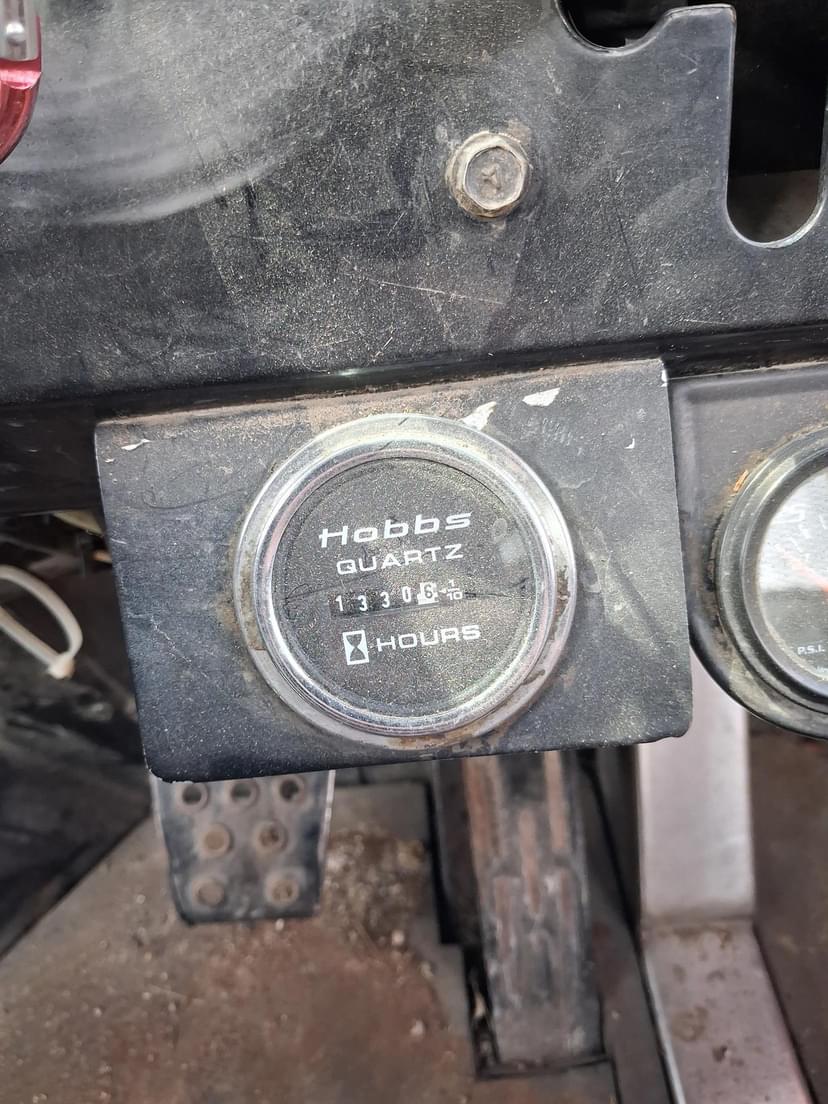 Hobbs
QUARTZ
13306 1/10
HOURS
P.S.I.